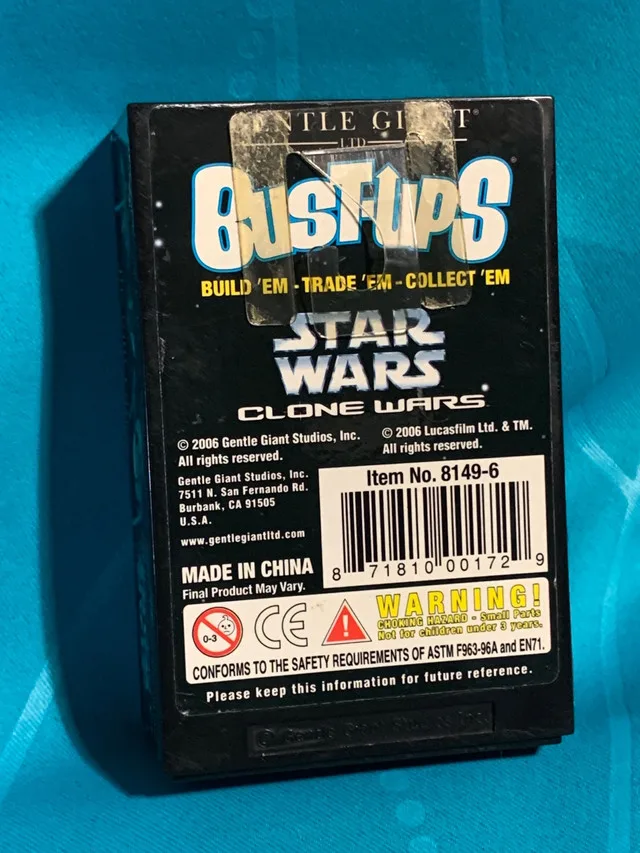 GENTLE GIANT®
LTD
BUST-UPS
BUILD 'EM - TRADE 'EM - COLLECT 'EM
STAR
WARS
CLONE WARS
© 2006 Gentle Giant Studios, Inc.
All rights reserved.
© 2006 Lucasfilm Ltd. & TM.
All rights reserved.
Gentle Giant Studios, Inc.
7511 N. San Fernando Rd.
Burbank, CA 91505
U.S.A.
www.gentlegiantltd.com
Item No. 8149-6
8 71810 00172 9
MADE IN CHINA
Final Product May Vary.
0-3
CE
WARNING!
CHOKING HAZARD - Small Parts
Not for children under 3 years.
CONFORMS TO THE SAFETY REQUIREMENTS OF ASTM F963-96A and EN71.
Please keep this information for future reference.